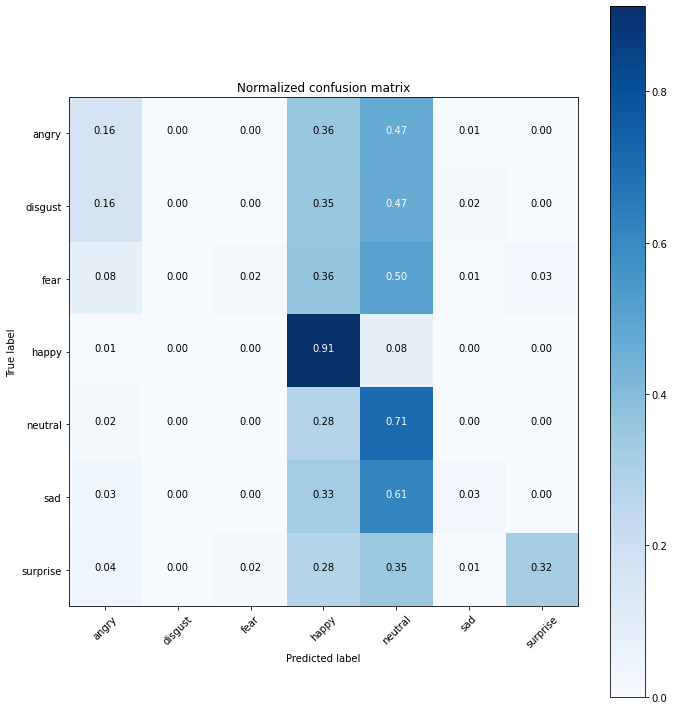 Normalized confusion matrix
angry 0.16 0.00 0.00 0.36 0.47 0.01 0.00
disgust 0.16 0.00 0.00 0.35 0.47 0.02 0.00
fear 0.08 0.00 0.02 0.36 0.50 0.01 0.03
happy 0.01 0.00 0.00 0.91 0.08 0.00 0.00
neutral 0.02 0.00 0.00 0.28 0.71 0.00 0.00
sad 0.03 0.00 0.00 0.33 0.61 0.03 0.00
surprise 0.04 0.00 0.02 0.28 0.35 0.01 0.32
True label
angry disgust fear happy neutral sad surprise
Predicted label
0.8
0.6
0.4
0.2
0.0